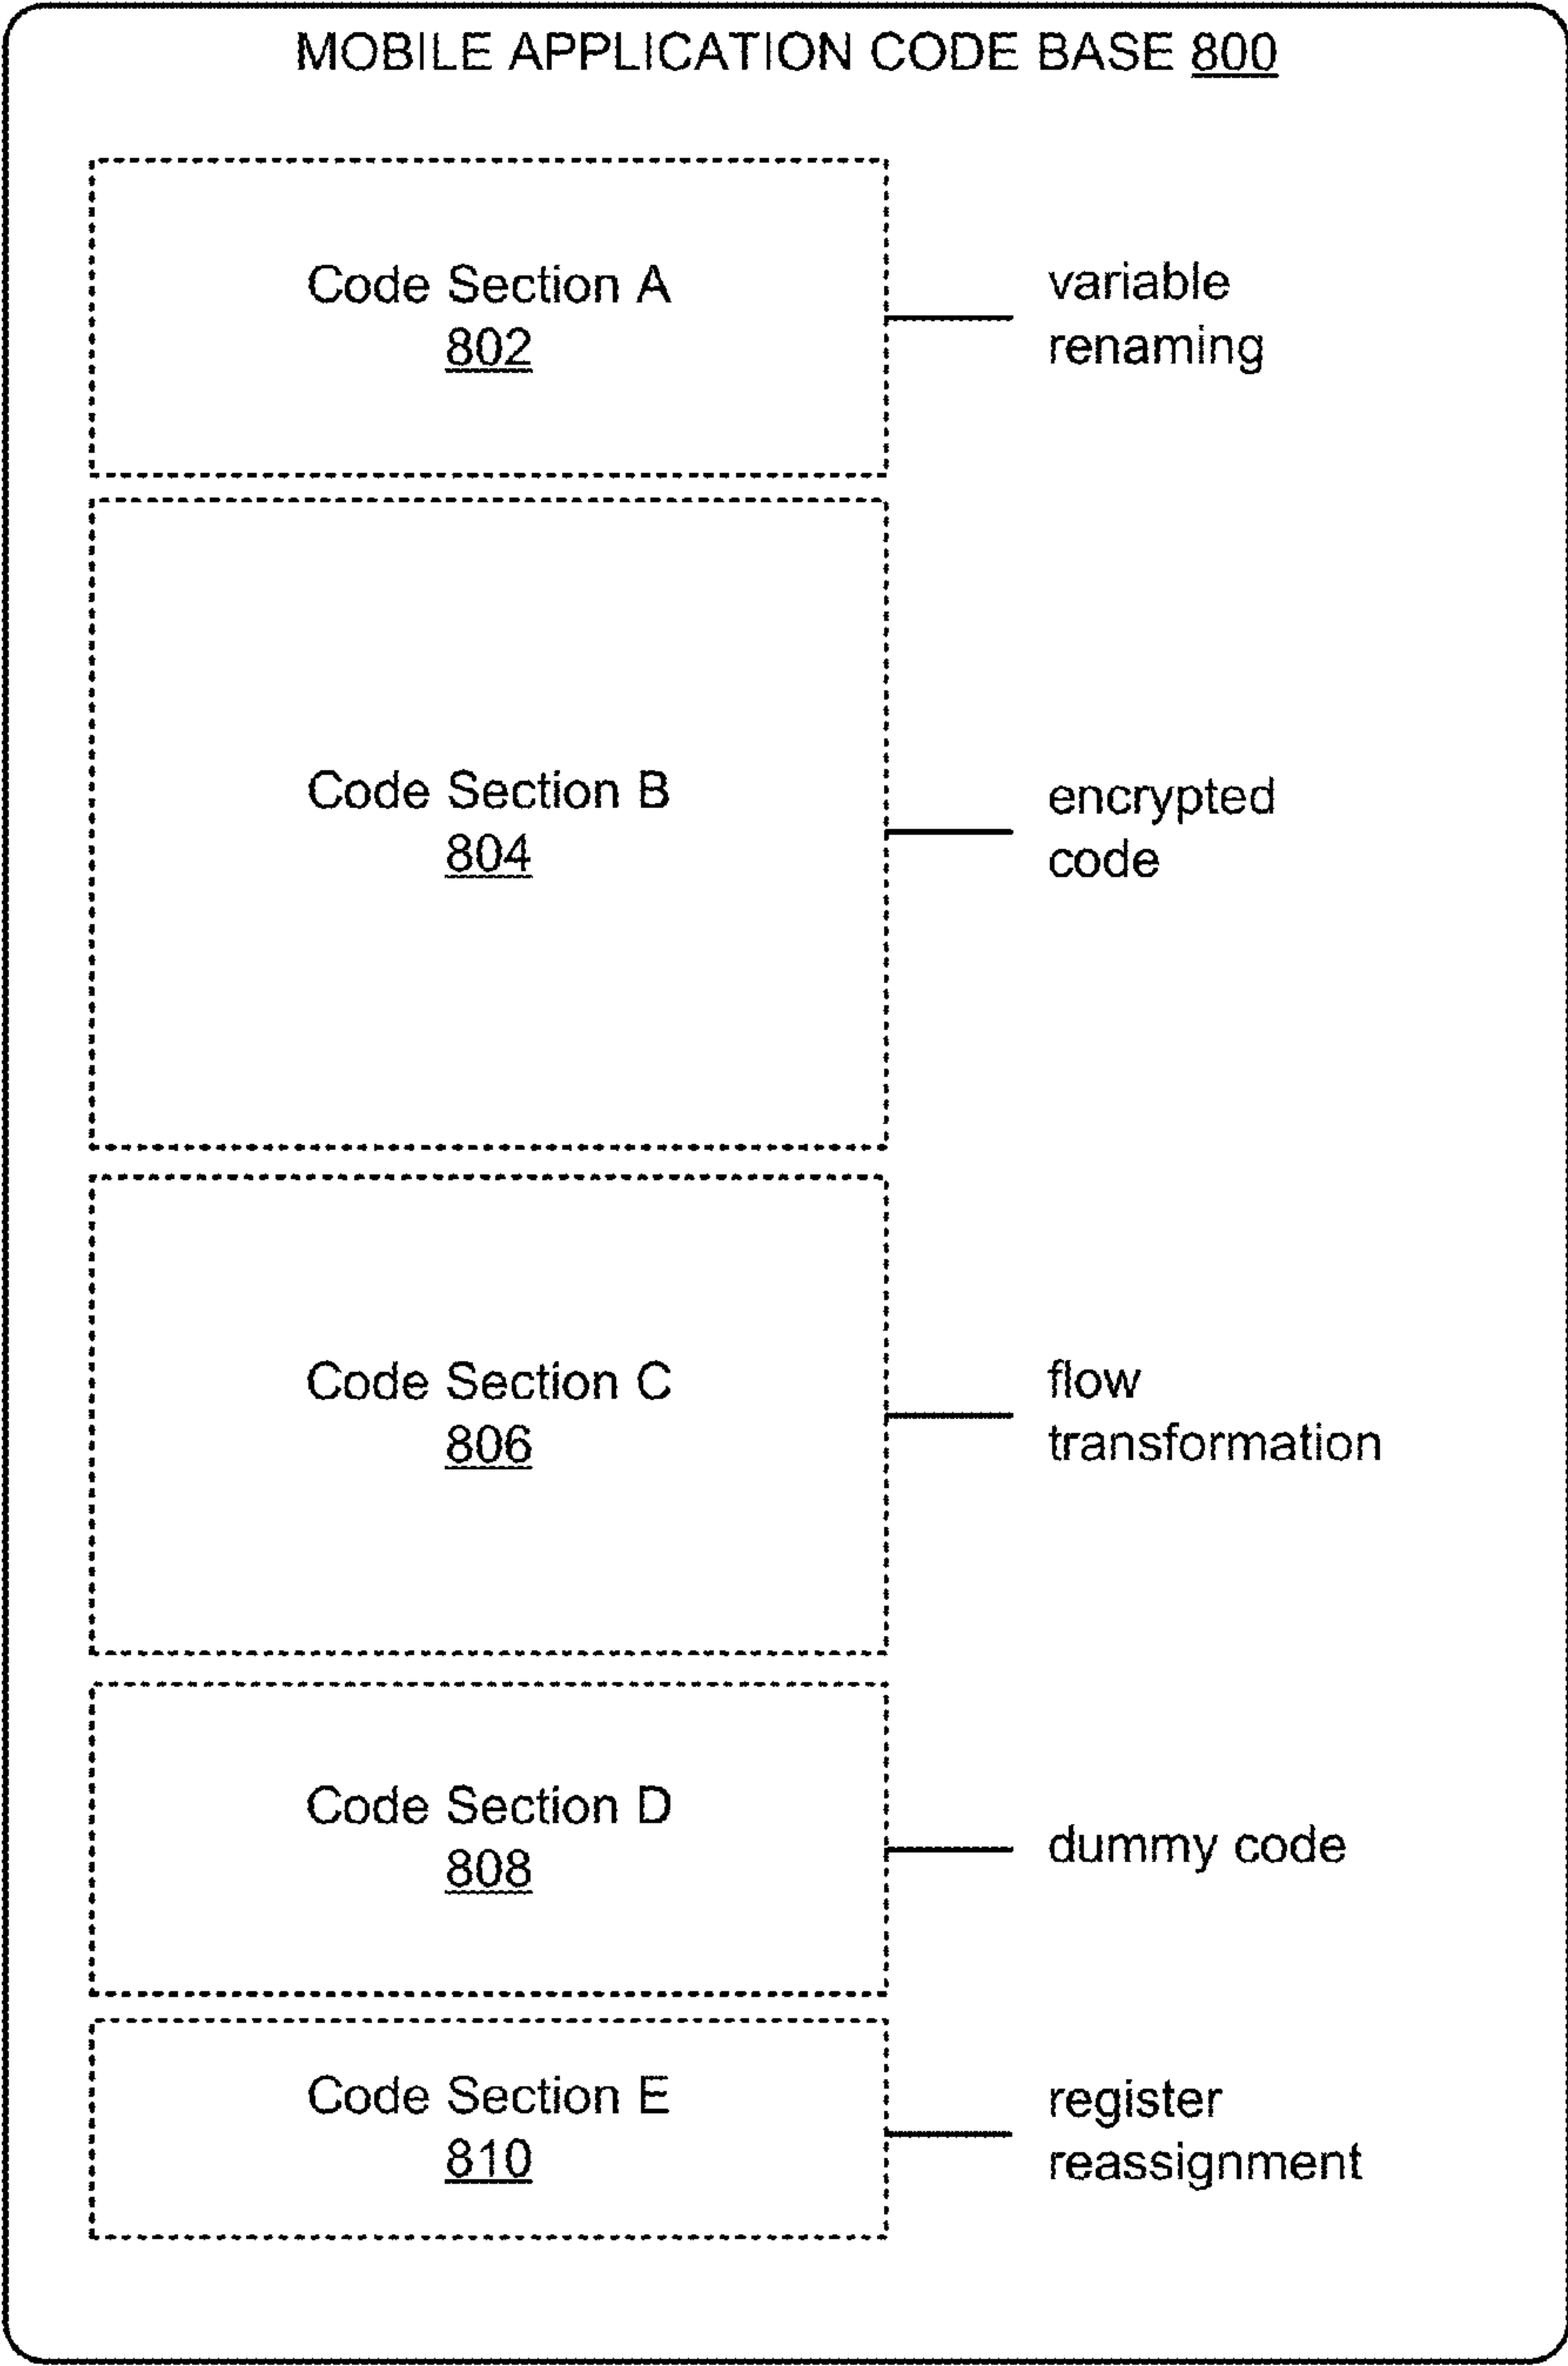 MOBILE APPLICATION CODE BASE 800
Code Section A
802
variable
renaming
Code Section B
804
encrypted
code
Code Section C
806
flow
transformation
Code Section D
808
dummy code
Code Section E
810
register
reassignment